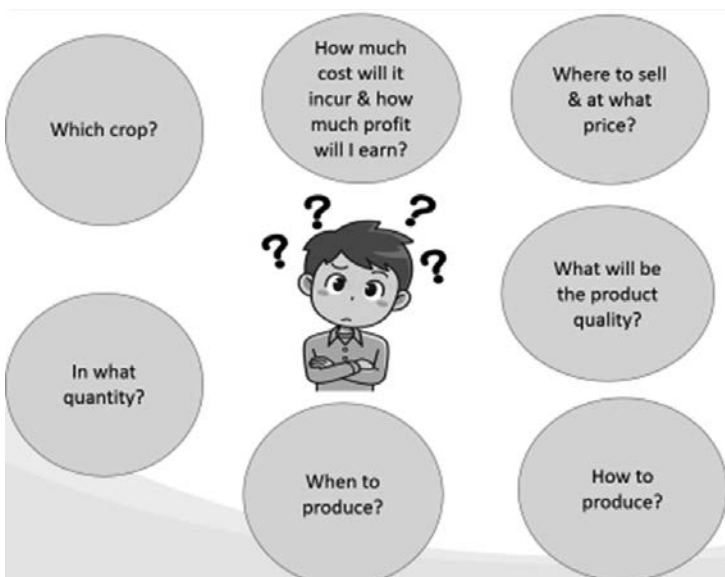 Which crop?
How much
cost will it
incur & how
much profit
will I earn?
Where to sell
& at what
price?
? ? ? ?
What will be
the product
quality?
In what
quantity?
When to
produce?
How to
produce?